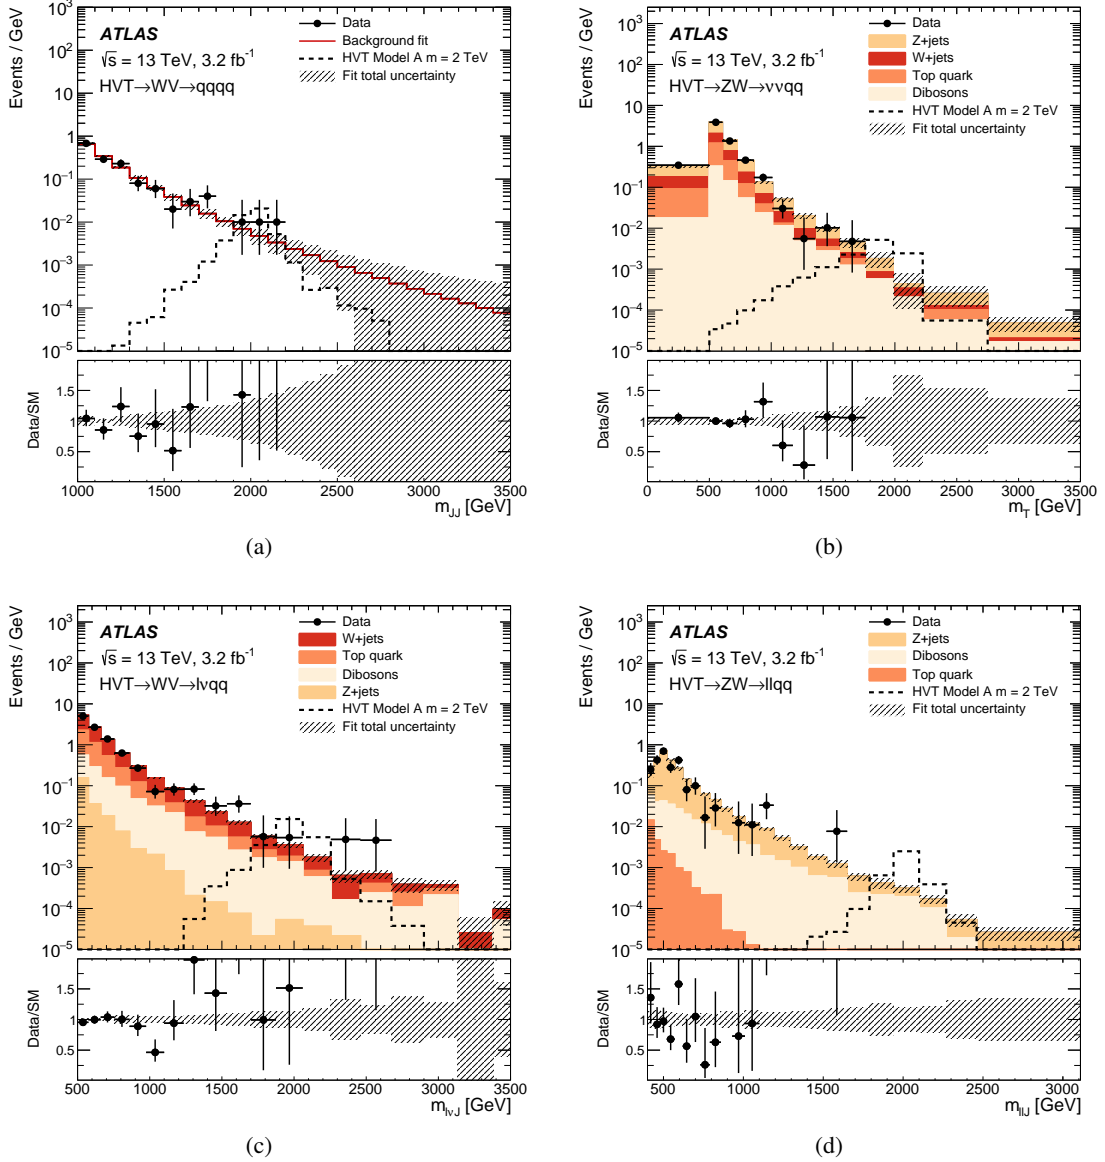 Events / GeV
10³
10²
10
1
10⁻¹
10⁻²
10⁻³
10⁻⁴
10⁻⁵
ATLAS
√s = 13 TeV, 3.2 fb⁻¹
HVT→WV→qqqq
Data
Background fit
HVT Model A m = 2 TeV
Fit total uncertainty
Data/SM
1.5
1
0.5
1000 1500 2000 2500 3000 3500
m_JJ [GeV]
(a)
Events / GeV
10³
10²
10
1
10⁻¹
10⁻²
10⁻³
10⁻⁴
10⁻⁵
ATLAS
√s = 13 TeV, 3.2 fb⁻¹
HVT→ZW→ννqq
Data
Z+jets
W+jets
Top quark
Dibosons
HVT Model A m = 2 TeV
Fit total uncertainty
Data/SM
1.5
1
0.5
0 500 1000 1500 2000 2500 3000 3500
m_T [GeV]
(b)
Events / GeV
10³
10²
10
1
10⁻¹
10⁻²
10⁻³
10⁻⁴
10⁻⁵
ATLAS
√s = 13 TeV, 3.2 fb⁻¹
HVT→WV→lνqq
Data
W+jets
Top quark
Dibosons
Z+jets
HVT Model A m = 2 TeV
Fit total uncertainty
Data/SM
1.5
1
0.5
500 1000 1500 2000 2500 3000 3500
m_lνJ [GeV]
(c)
Events / GeV
10³
10²
10
1
10⁻¹
10⁻²
10⁻³
10⁻⁴
10⁻⁵
ATLAS
√s = 13 TeV, 3.2 fb⁻¹
HVT→ZW→llqq
Data
Z+jets
Dibosons
Top quark
HVT Model A m = 2 TeV
Fit total uncertainty
Data/SM
1.5
1
0.5
500 1000 1500 2000 2500 3000
m_llJ [GeV]
(d)